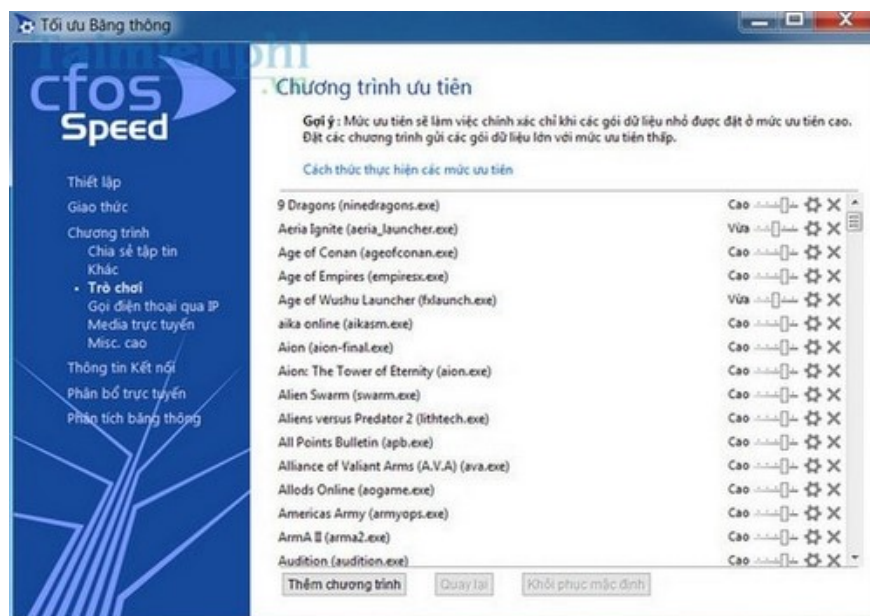 Tối ưu Băng thông
Taimienphi
.vn
cfos
Speed
Thiết lập
Giao thức
Chương trình
Chia sẻ tập tin
Khác
• Trò chơi
Gọi điện thoại qua IP
Media trực tuyến
Misc. cao
Thông tin Kết nối
Phân bổ trực tuyến
Phân tích băng thông
Chương trình ưu tiên
Gợi ý : Mức ưu tiên sẽ làm việc chính xác chỉ khi các gói dữ liệu nhỏ được đặt ở mức ưu tiên cao.
Đặt các chương trình gửi các gói dữ liệu lớn với mức ưu tiên thấp.
Cách thức thực hiện các mức ưu tiên
9 Dragons (ninedragons.exe) Cao
Aeria Ignite (aeria_launcher.exe) Vừa
Age of Conan (ageofconan.exe) Cao
Age of Empires (empiresx.exe) Cao
Age of Wushu Launcher (fxlaunch.exe) Vừa
aika online (aikasm.exe) Cao
Aion (aion-final.exe) Cao
Aion: The Tower of Eternity (aion.exe) Cao
Alien Swarm (swarm.exe) Cao
Aliens versus Predator 2 (lithtech.exe) Cao
All Points Bulletin (apb.exe) Cao
Alliance of Valiant Arms (A.V.A) (ava.exe) Cao
Allods Online (aogame.exe) Cao
Americas Army (armyops.exe) Cao
ArmA II (arma2.exe) Cao
Audition (audition.exe) Cao
Thêm chương trình Quay lại Khôi phục mặc định